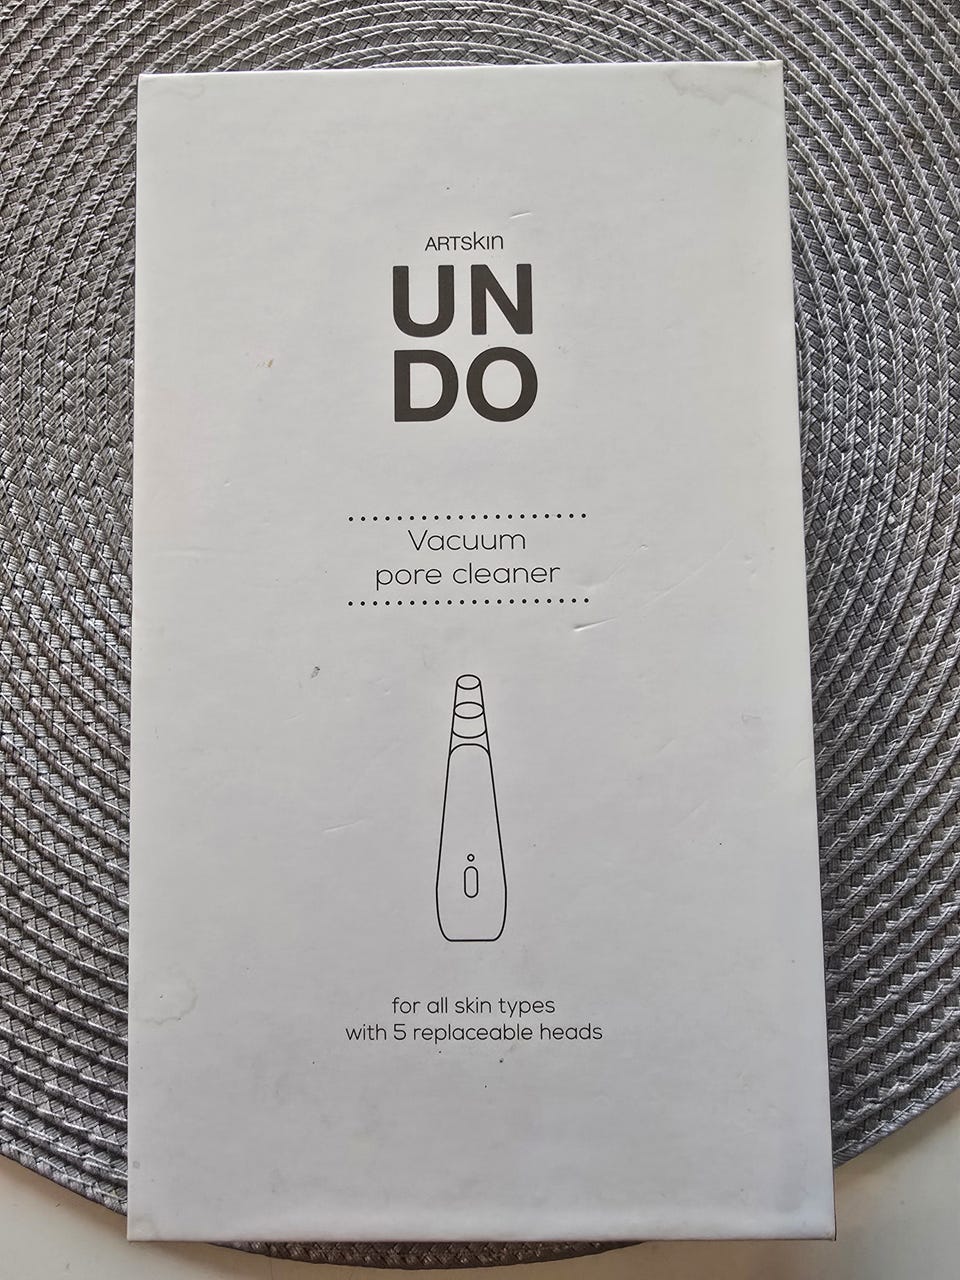 ARTSKIN
UN
DO
Vacuum
pore cleaner
for all skin types
with 5 replaceable heads